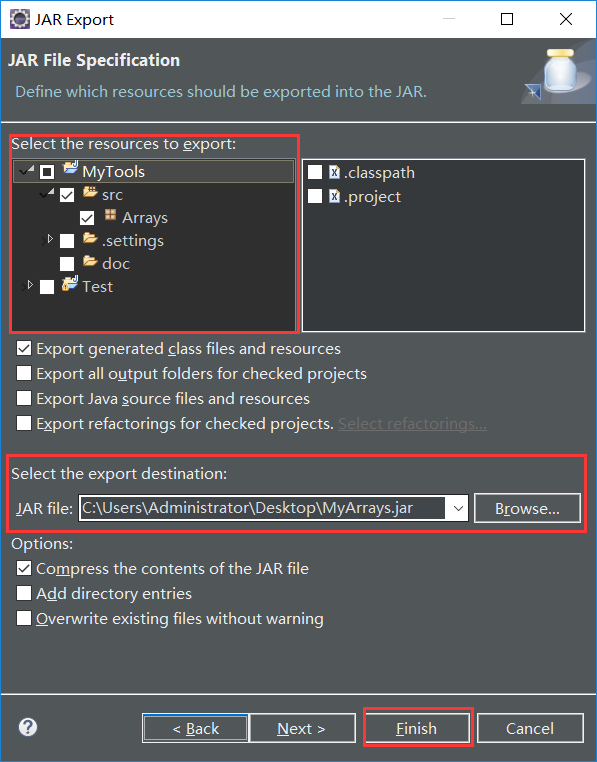 JAR Export
JAR File Specification
Define which resources should be exported into the JAR.
Select the resources to export:
MyTools
src
Arrays
.settings
doc
Test
.classpath
.project
Export generated class files and resources
Export all output folders for checked projects
Export Java source files and resources
Export refactorings for checked projects. Select refactorings...
Select the export destination:
JAR file: C:\Users\Administrator\Desktop\MyArrays.jar Browse...
Options:
Compress the contents of the JAR file
Add directory entries
Overwrite existing files without warning
< Back Next > Finish Cancel